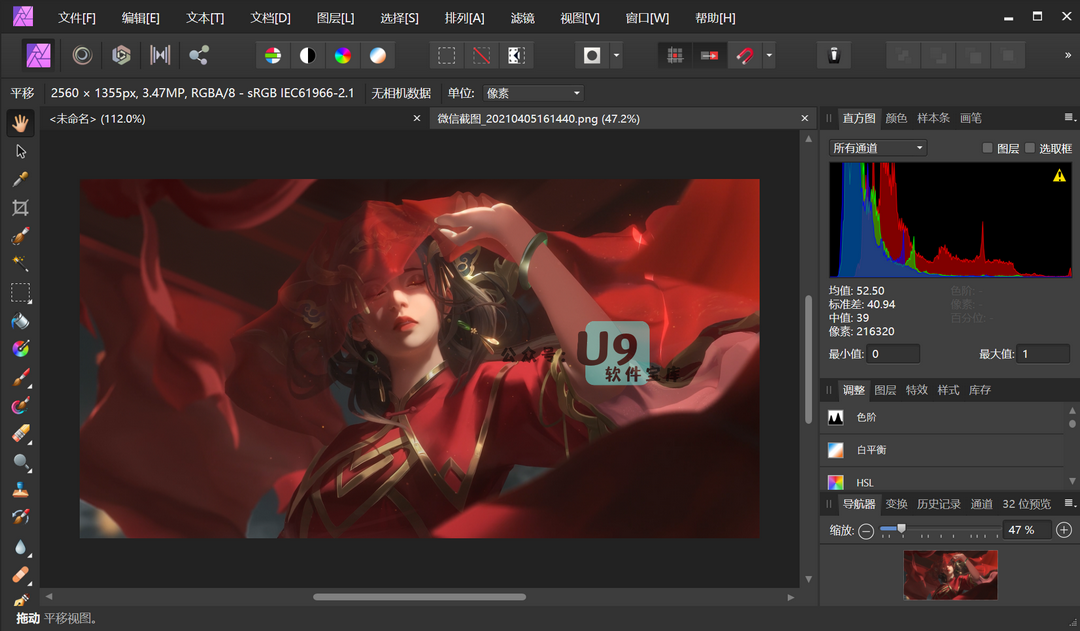 文件[F] 编辑[E] 文本[T] 文档[D] 图层[L] 选择[S] 排列[A] 滤镜 视图[V] 窗口[W] 帮助[H]
平移 2560 × 1355px, 3.47MP, RGBA/8 - sRGB IEC61966-2.1 无相机数据 单位: 像素
<未命名> (112.0%) 微信截图_20210405161440.png (47.2%)
直方图 颜色 样本条 画笔
所有通道 图层 选取框
均值: 52.50 色阶: -
标准差: 40.94 像素: -
中值: 39 百分位: -
像素: 216320
最小值: 0 最大值: 1
公众号: U9
软件宝库
调整 图层 特效 样式 库存
色阶
白平衡
HSL
导航器 变换 历史记录 通道 32 位预览
缩放: 47 %
拖动 平移视图。